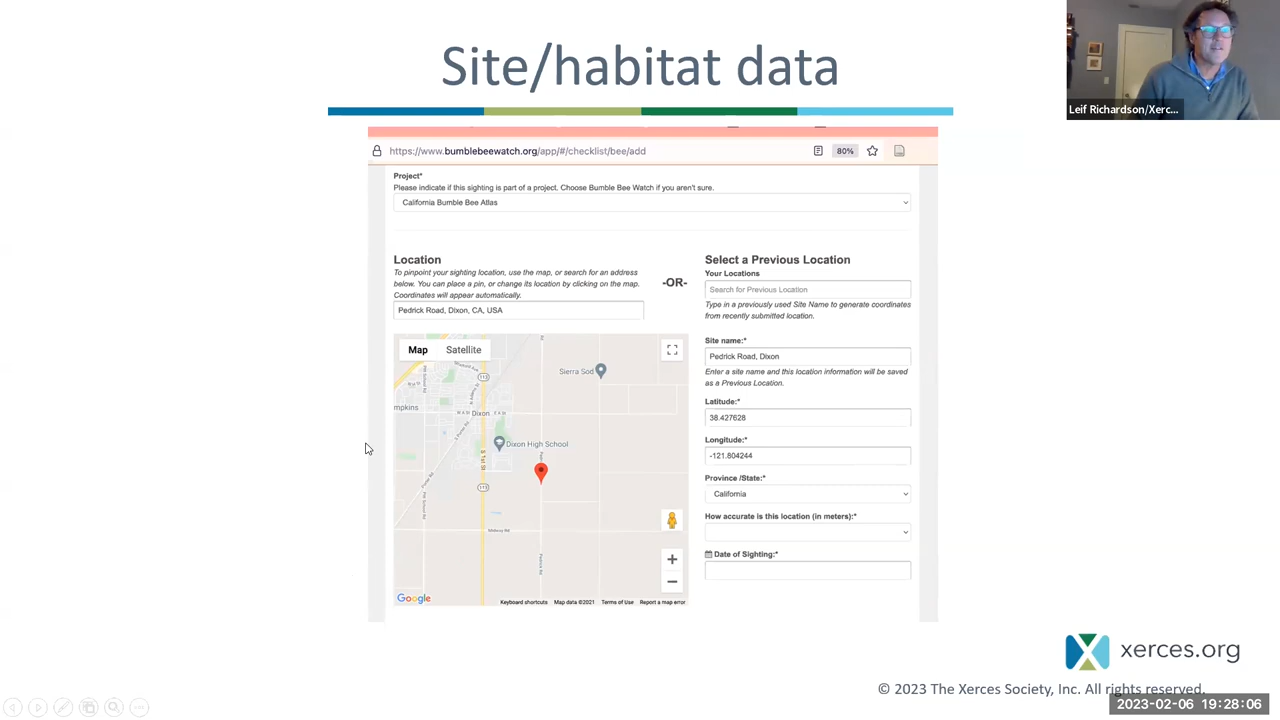 Site/habitat data
Leif Richardson/Xerc...
https://www.bumblebeewatch.org/app/#/checklist/bee/add
80%
Project*
Please indicate if this sighting is part of a project. Choose Bumble Bee Watch if you aren't sure.
California Bumble Bee Atlas
Location
To pinpoint your sighting location, use the map, or search for an address
below. You can place a pin, or change its location by clicking on the map.
Coordinates will appear automatically.
Pedrick Road, Dixon, CA, USA
-OR-
Select a Previous Location
Your Locations
Search for Previous Location
Type in a previously used Site Name to generate coordinates
from recently submitted location.
Site name:*
Pedrick Road, Dixon
Enter a site name and this location information will be saved
as a Previous Location.
Latitude:*
38.427628
Longitude:*
-121.804244
Province /State:*
California
How accurate is this location (in meters):*
Date of Sighting:*
Map
Satellite
Sierra Sod
113
mpkins
Dixon
Dixon High School
S 1st St
113
Midway Rd
Google
Keyboard shortcuts
Map data ©2021
Terms of Use
Report a map error
xerces.org
© 2023 The Xerces Society, Inc. All rights reserved.
2023-02-06 19:28:06